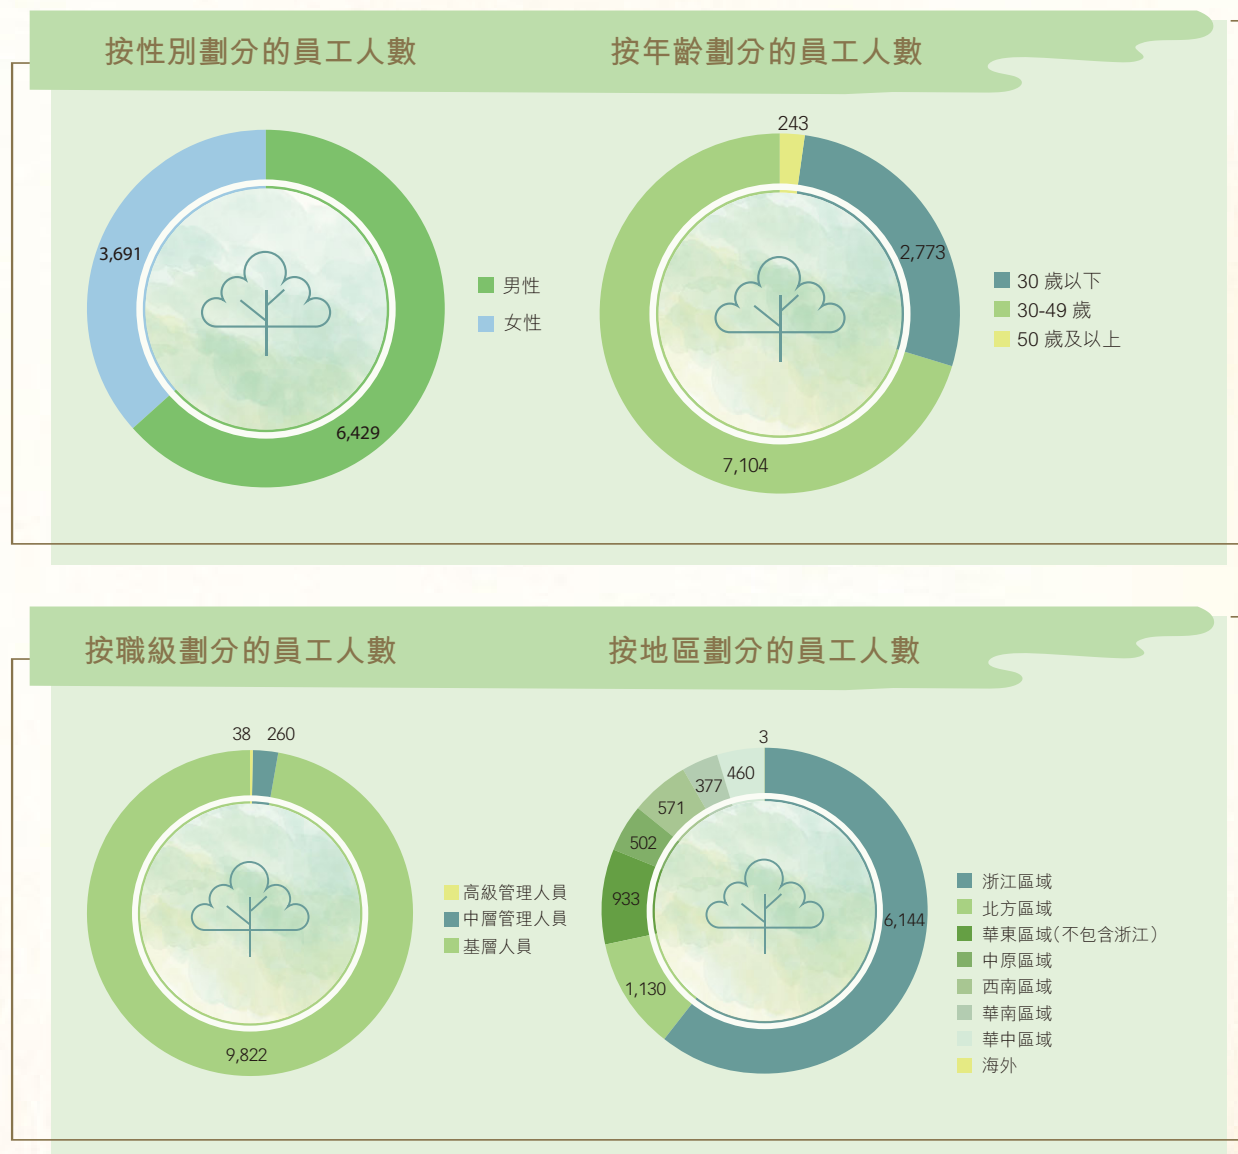 按性別劃分的員工人數
3,691
6,429
男性
女性
按年齡劃分的員工人數
243
2,773
7,104
30 歲以下
30-49 歲
50 歲及以上
按職級劃分的員工人數
38
260
9,822
高級管理人員
中層管理人員
基層人員
按地區劃分的員工人數
3
460
377
571
502
933
1,130
6,144
浙江區域
北方區域
華東區域(不包含浙江)
中原區域
西南區域
華南區域
華中區域
海外